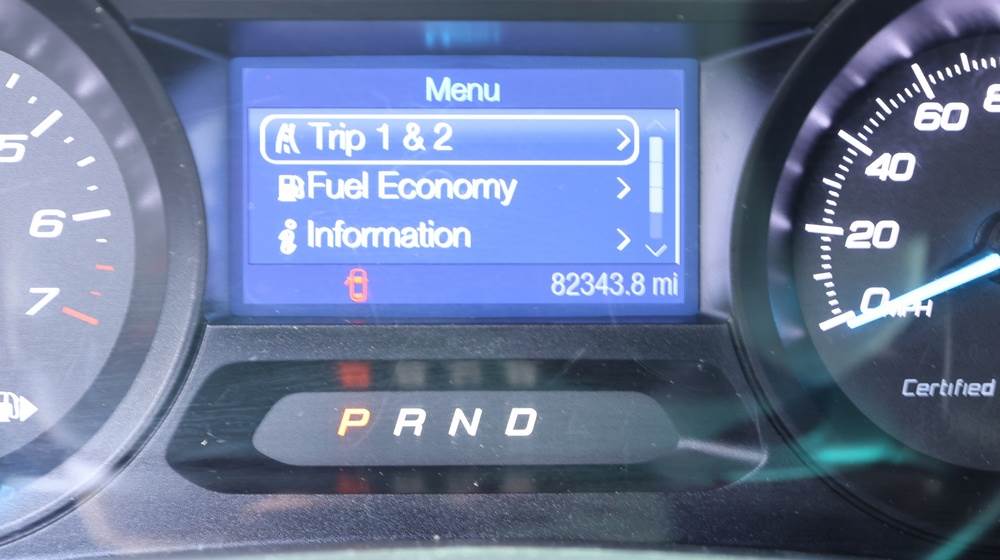 Menu
Trip 1 & 2
Fuel Economy
Information
82343.8 mi
P R N D
5
6
7
60
40
20
0
MPH
Certified